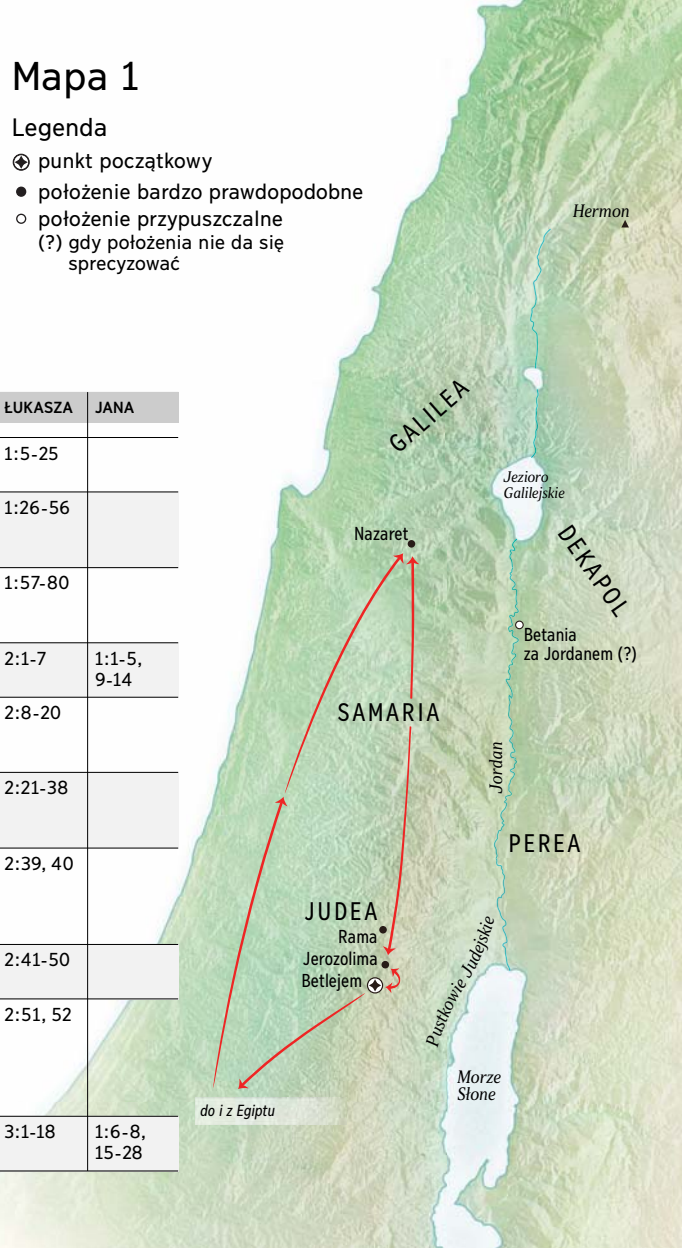 Mapa 1
Legenda
punkt początkowy
położenie bardzo prawdopodobne
położenie przypuszczalne
(?) gdy położenia nie da się
sprecyzować
ŁUKASZA JANA
1:5-25
1:26-56
1:57-80
2:1-7 1:1-5,
9-14
2:8-20
2:21-38
2:39, 40
2:41-50
2:51, 52
3:1-18 1:6-8,
15-28
Hermon
GALILEA
Jezioro
Galilejskie
Nazaret
DEKAPOL
Betania
za Jordanem (?)
SAMARIA
Jordan
PEREA
JUDEA
Rama
Jerozolima
Betlejem
Pustkowie Judejskie
Morze
Słone
do i z Egiptu